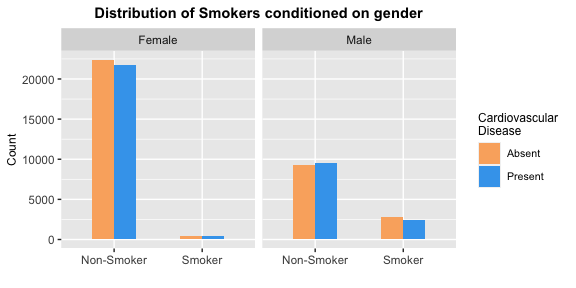 Distribution of Smokers conditioned on gender
Female
Male
Count
20000
15000
10000
5000
0
Non-Smoker
Smoker
Non-Smoker
Smoker
Cardiovascular
Disease
Absent
Present